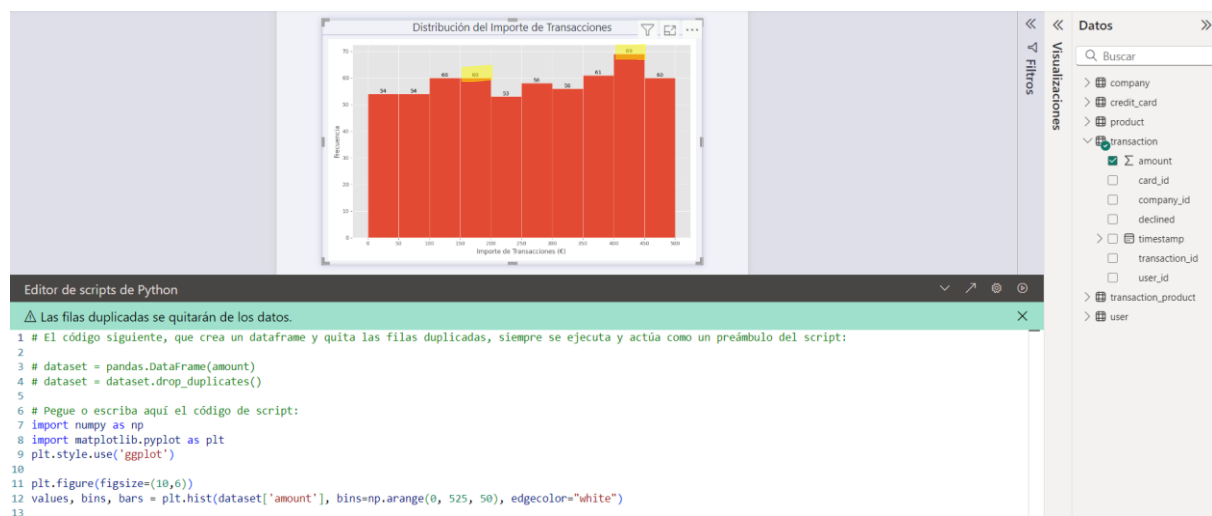 Distribución del Importe de Transacciones
70
60
50
40
30
20
10
0
Frecuencia
54 54 60 60 53 58 56 61 69 60
0 50 100 150 200 250 300 350 400 450 500
Importe de Transacciones (€)
Filtros
Visualizaciones
Datos
Buscar
company
credit_card
product
transaction
amount
card_id
company_id
declined
timestamp
transaction_id
user_id
transaction_product
user
Editor de scripts de Python
Las filas duplicadas se quitarán de los datos.
1 # El código siguiente, que crea un dataframe y quita las filas duplicadas, siempre se ejecuta y actúa como un preámbulo del script:
2
3 # dataset = pandas.DataFrame(amount)
4 # dataset = dataset.drop_duplicates()
5
6 # Pegue o escriba aquí el código de script:
7 import numpy as np
8 import matplotlib.pyplot as plt
9 plt.style.use('ggplot')
10
11 plt.figure(figsize=(10,6))
12 values, bins, bars = plt.hist(dataset['amount'], bins=np.arange(0, 525, 50), edgecolor="white")
13